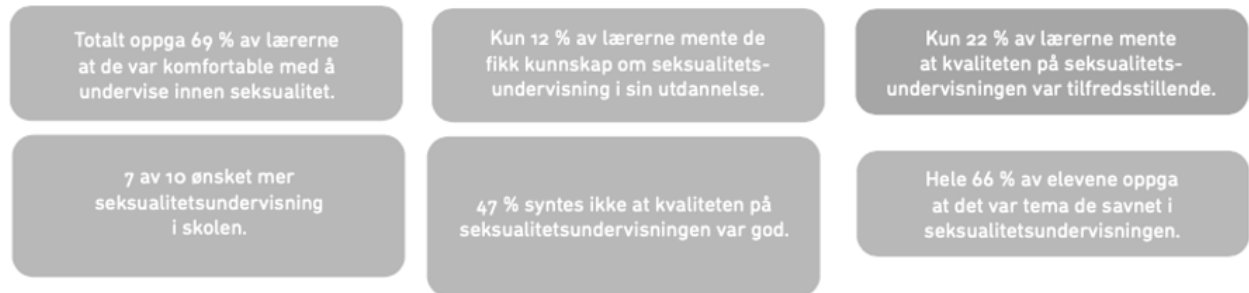 Totalt oppga 69 % av lærerne
at de var komfortable med å
undervise innen seksualitet.
Kun 12 % av lærerne mente de
fikk kunnskap om seksualitets-
undervisning i sin utdannelse.
Kun 22 % av lærerne mente
at kvaliteten på seksualitets-
undervisningen var tilfredsstillende.
7 av 10 ønsket mer
seksualitetsundervisning
i skolen.
47 % syntes ikke at kvaliteten på
seksualitetsundervisningen var god.
Hele 66 % av elevene oppga
at det var tema de savnet i
seksualitetsundervisningen.